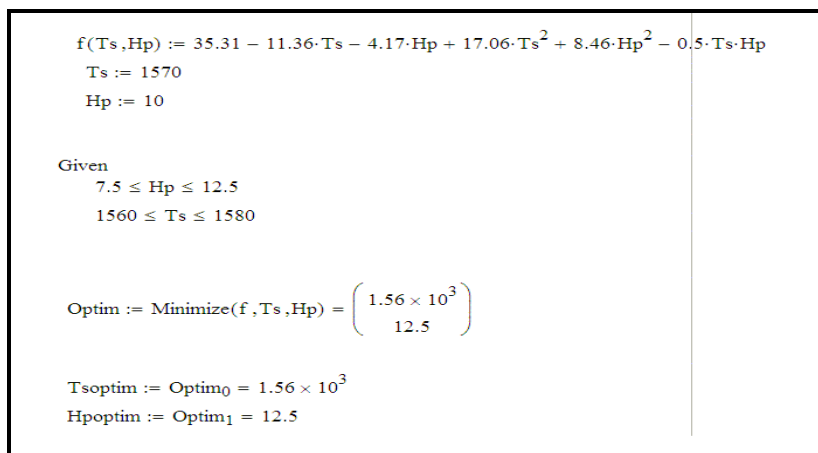 f(Ts,Hp) := 35.31 − 11.36·Ts − 4.17·Hp + 17.06·Ts² + 8.46·Hp² − 0.5·Ts·Hp
Ts := 1570
Hp := 10
Given
7.5 ≤ Hp ≤ 12.5
1560 ≤ Ts ≤ 1580
Optim := Minimize(f,Ts,Hp) = ( 1.56 × 10³
12.5 )
Tsoptim := Optim₀ = 1.56 × 10³
Hpoptim := Optim₁ = 12.5